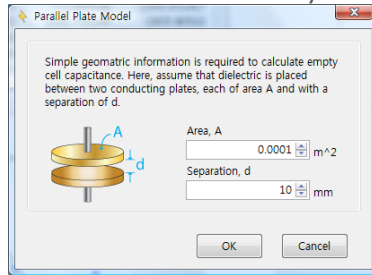 Parallel Plate Model
Simple geomatric information is required to calculate empty
cell capacitance. Here, assume that dielectric is placed
between two conducting plates, each of area A and with a
separation of d.
A
d
Area, A
0.0001 m^2
Separation, d
10 mm
OK Cancel